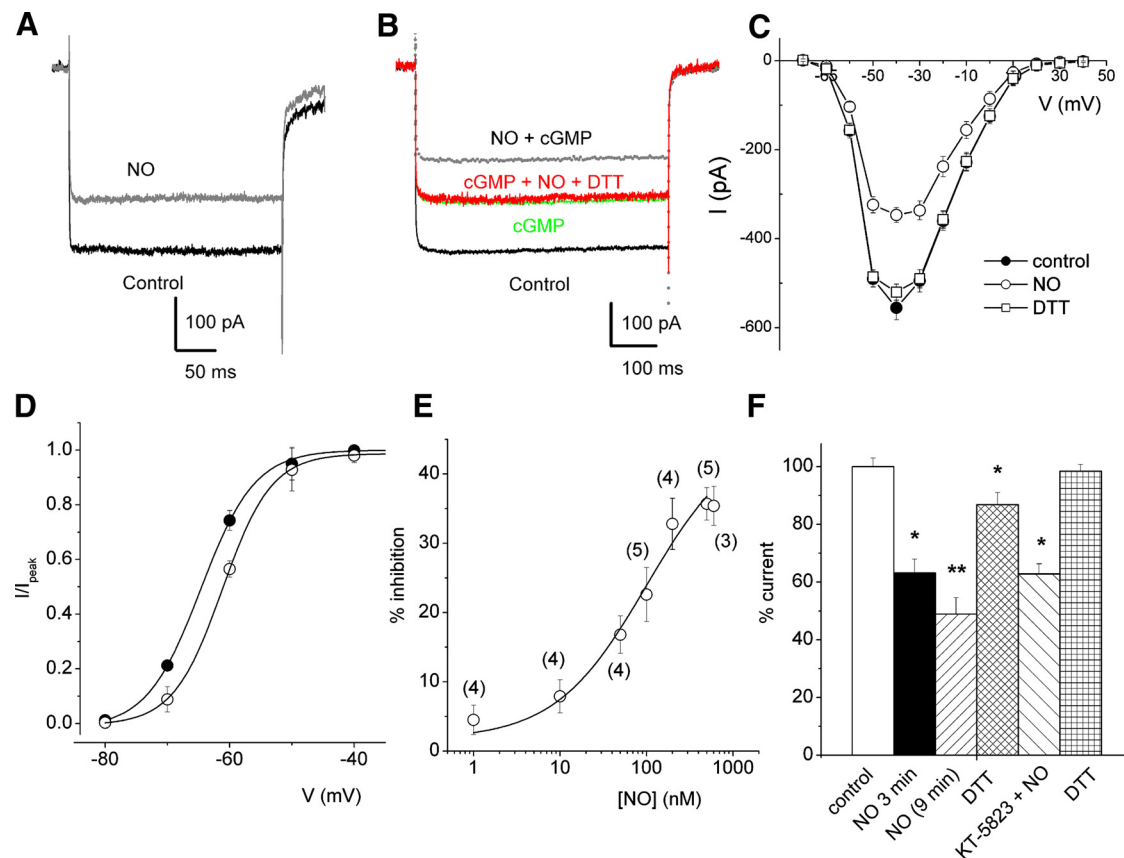 A
NO
Control
100 pA
50 ms
B
NO + cGMP
cGMP + NO + DTT
cGMP
Control
100 pA
100 ms
C
0
-200
-400
-600
I (pA)
-50
-30
-10
10
30
50
V (mV)
control
NO
DTT
D
1.0
0.8
0.6
0.4
0.2
0.0
I/Ipeak
-80
-60
-40
V (mV)
E
40
30
20
10
0
% inhibition
(4)
(4)
(4)
(5)
(4)
(5)
(3)
1
10
100
1000
[NO] (nM)
F
100
80
60
40
20
0
% current
*
**
*
*
control
NO 3 min
NO (9 min)
DTT
KT-5823 + NO
DTT